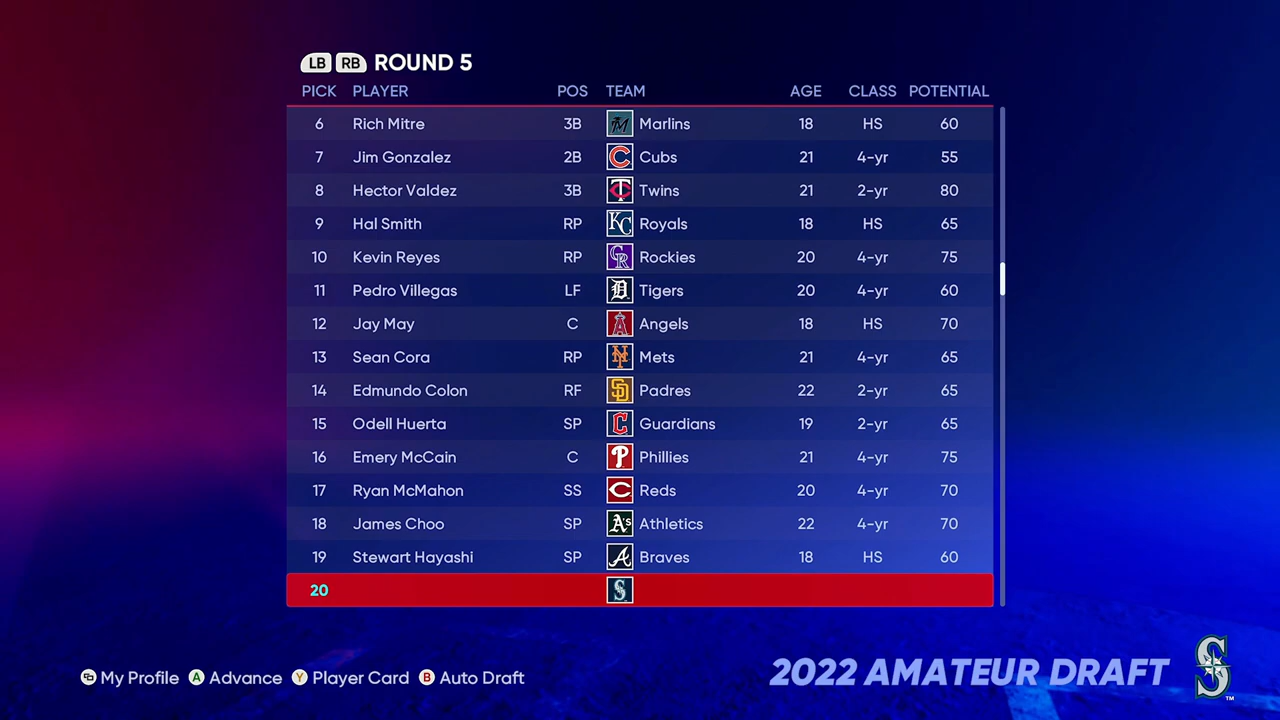 LB RB ROUND 5
PICK PLAYER POS TEAM AGE CLASS POTENTIAL
6 Rich Mitre 3B M Marlins 18 HS 60
7 Jim Gonzalez 2B C Cubs 21 4-yr 55
8 Hector Valdez 3B TC Twins 21 2-yr 80
9 Hal Smith RP KC Royals 18 HS 65
10 Kevin Reyes RP CR Rockies 20 4-yr 75
11 Pedro Villegas LF D Tigers 20 4-yr 60
12 Jay May C A Angels 18 HS 70
13 Sean Cora RP NY Mets 21 4-yr 65
14 Edmundo Colon RF SD Padres 22 2-yr 65
15 Odell Huerta SP C Guardians 19 2-yr 65
16 Emery McCain C P Phillies 21 4-yr 75
17 Ryan McMahon SS C Reds 20 4-yr 70
18 James Choo SP A's Athletics 22 4-yr 70
19 Stewart Hayashi SP A Braves 18 HS 60
20 S
My Profile A Advance Y Player Card B Auto Draft
2022 AMATEUR DRAFT S TM